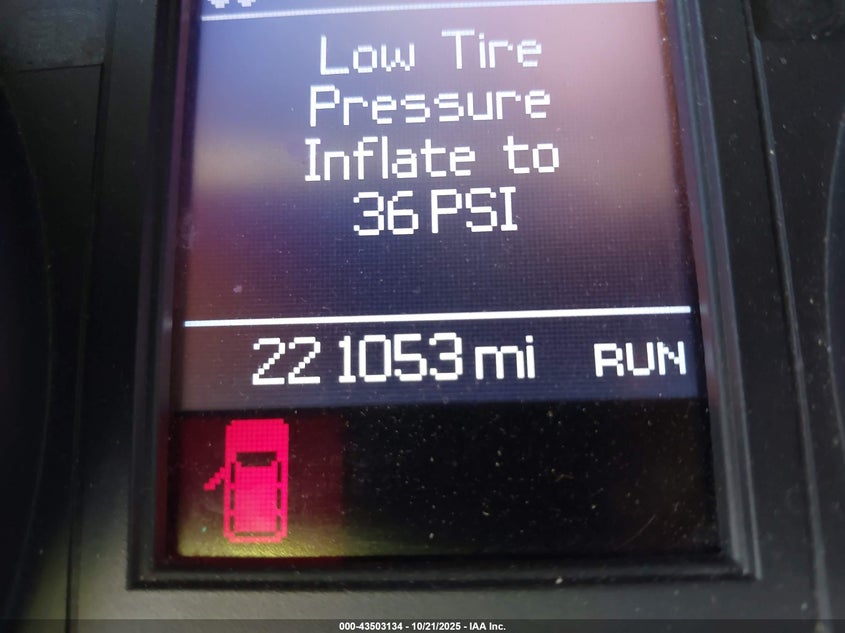 Low Tire
Pressure
Inflate to
36 PSI
221053 mi RUN
000-43503134 - 10/21/2025 - IAA Inc.